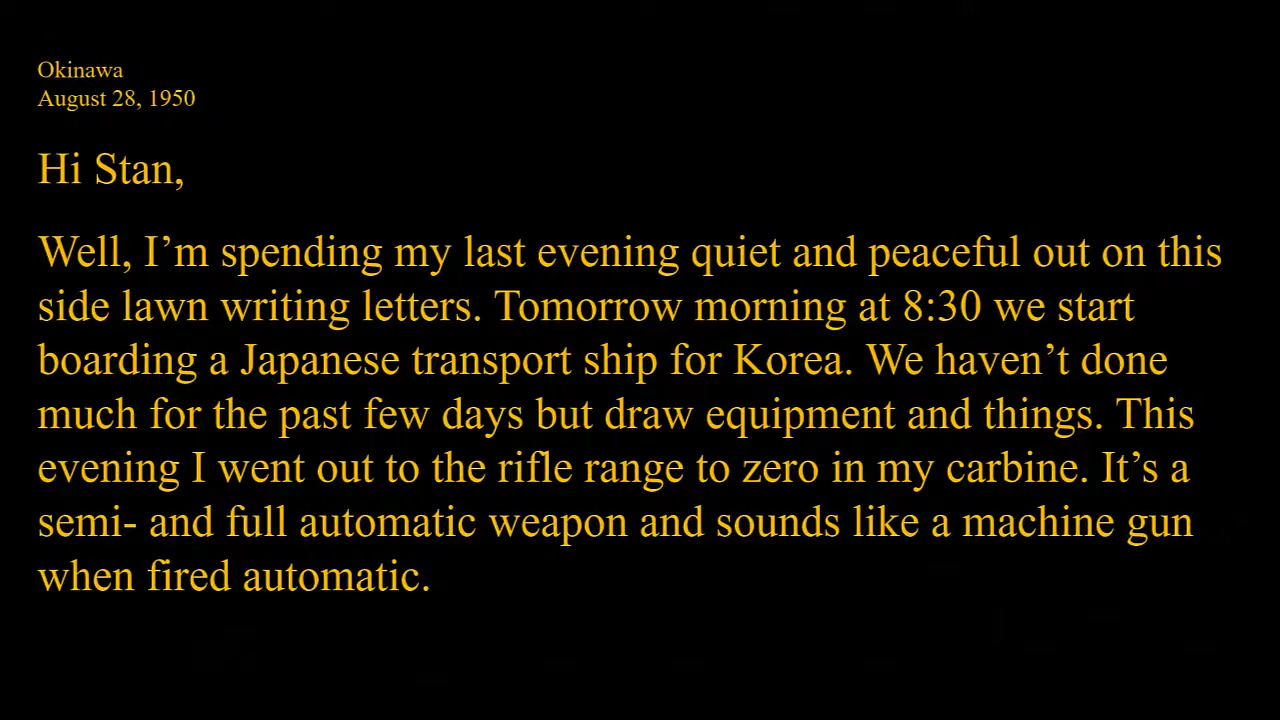 Okinawa
August 28, 1950
Hi Stan,
Well, I’m spending my last evening quiet and peaceful out on this
side lawn writing letters. Tomorrow morning at 8:30 we start
boarding a Japanese transport ship for Korea. We haven’t done
much for the past few days but draw equipment and things. This
evening I went out to the rifle range to zero in my carbine. It’s a
semi- and full automatic weapon and sounds like a machine gun
when fired automatic.